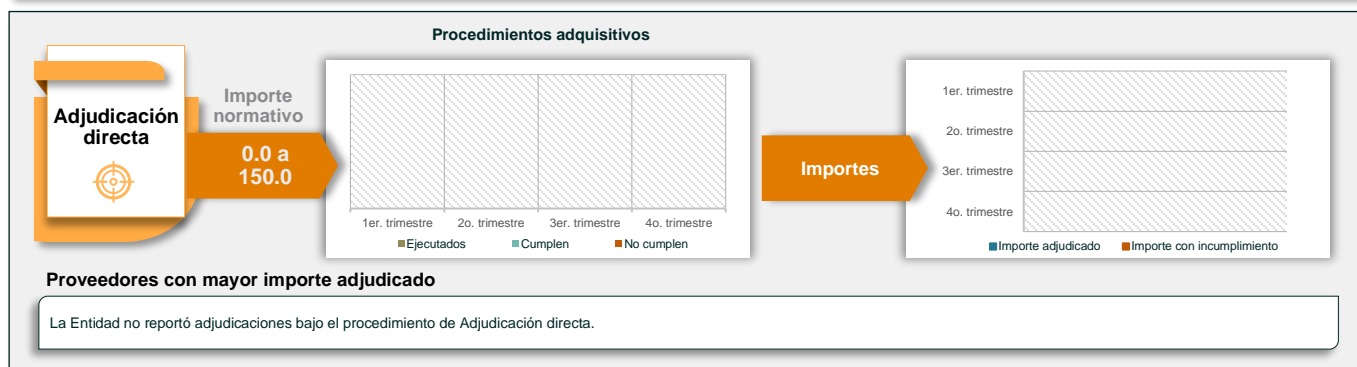 Procedimientos adquisitivos
Adjudicación
directa
Importe
normativo
0.0 a
150.0
1er. trimestre
2o. trimestre
3er. trimestre
4o. trimestre
Ejecutados
Cumplen
No cumplen
Importes
1er. trimestre
2o. trimestre
3er. trimestre
4o. trimestre
Importe adjudicado
Importe con incumplimiento
Proveedores con mayor importe adjudicado
La Entidad no reportó adjudicaciones bajo el procedimiento de Adjudicación directa.